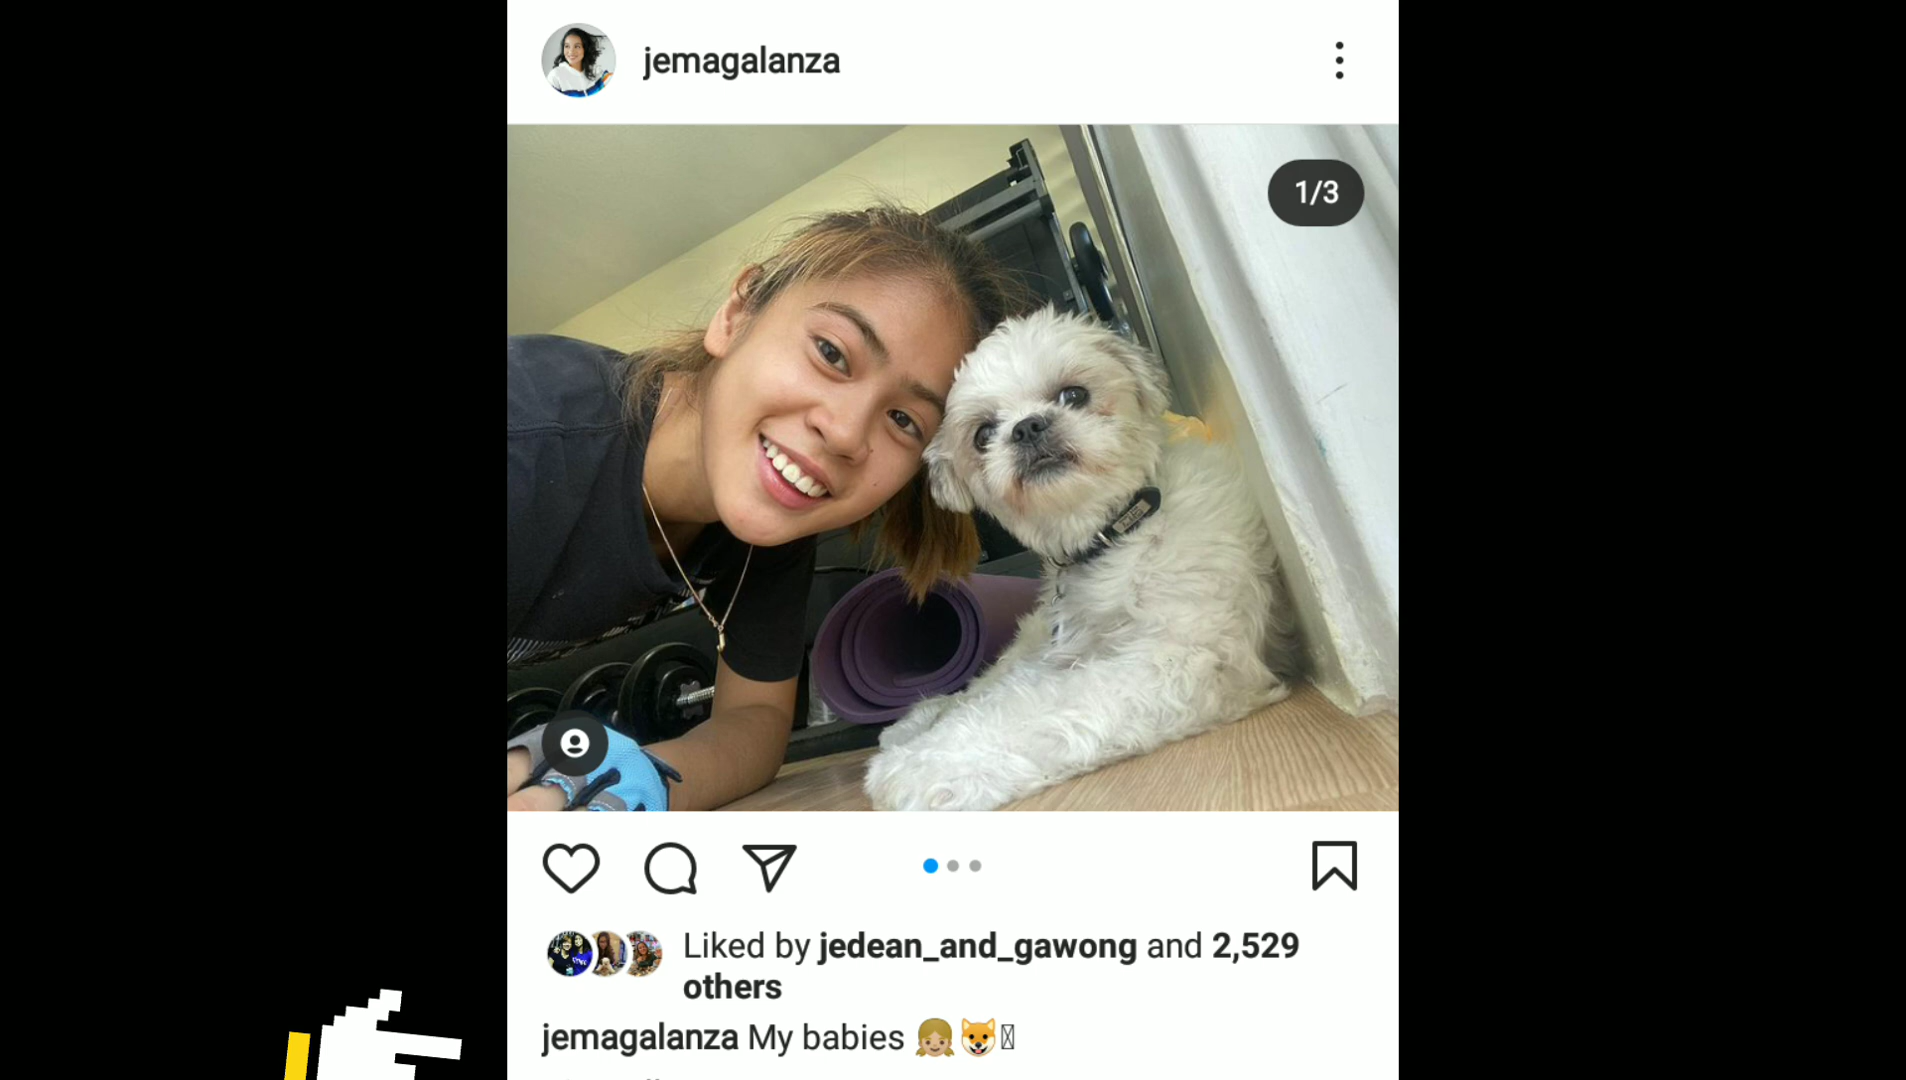 jemagalanza
1/3
Liked by jedean_and_gawong and 2,529
others
jemagalanza My babies 👧🏼🐶